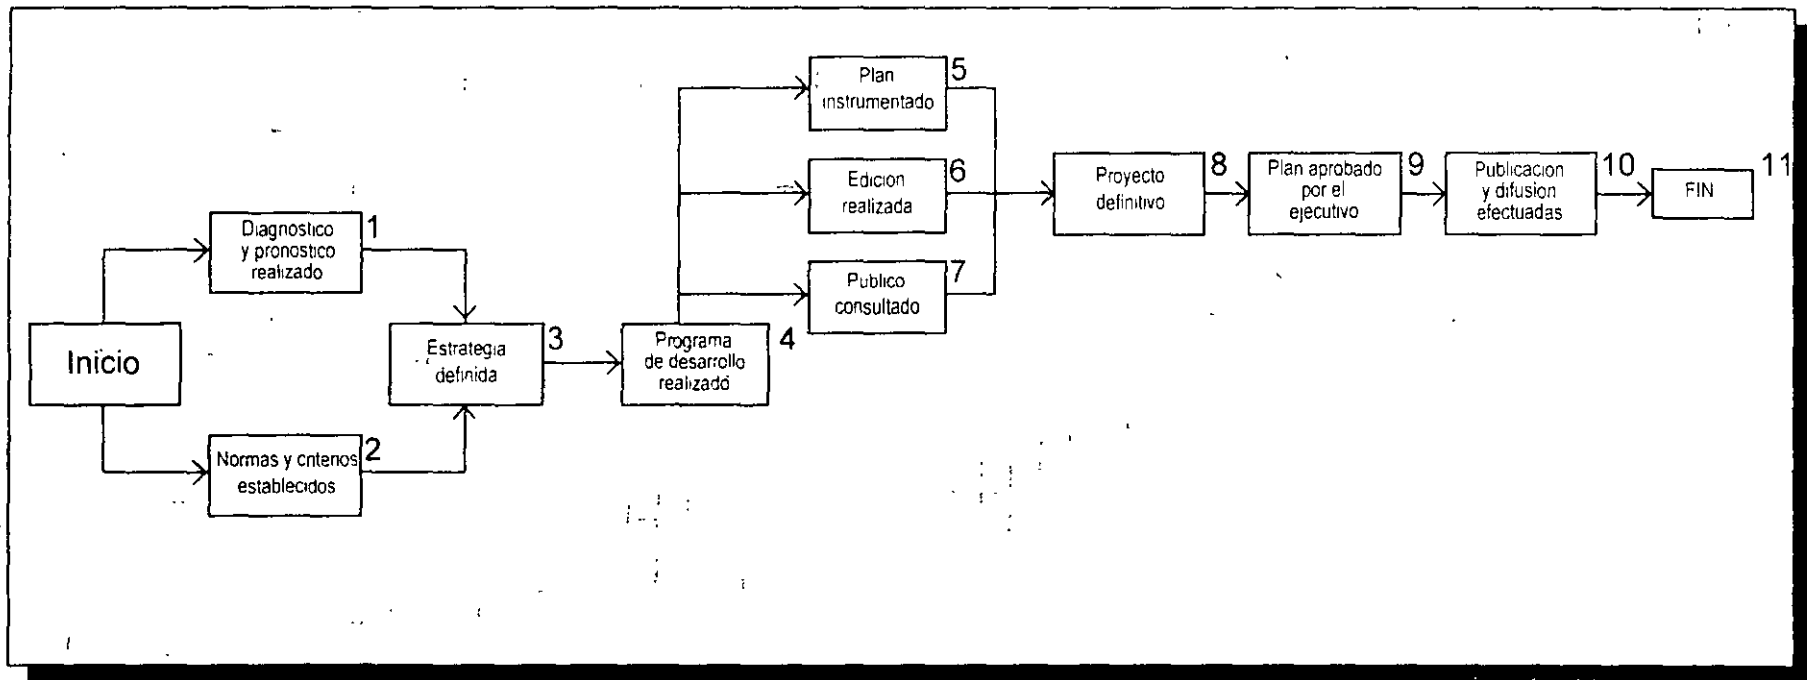 Inicio
Diagnostico
y pronostico
realizado
1
Normas y criterios
establecidos
2
Estrategia
definida
3
Programa
de desarrollo
realizado
4
Plan
instrumentado
5
Edicion
realizada
6
Publico
consultado
7
Proyecto
definitivo
8
Plan aprobado
por el
ejecutivo
9
Publicacion
y difusion
efectuadas
10
FIN
11